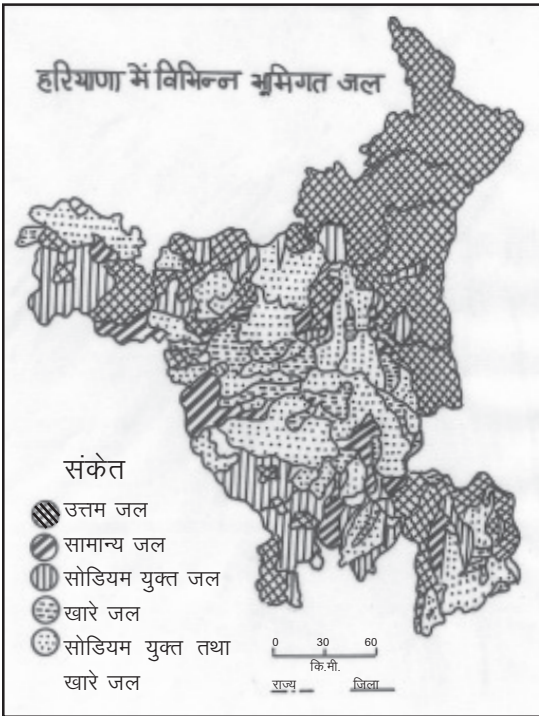 हरियाणा में विभिन्न भूमिगत जल
संकेत
उत्तम जल
सामान्य जल
सोडियम युक्त जल
खारे जल
सोडियम युक्त तथा
खारे जल
0 30 60
कि.मी.
राज्य जिला